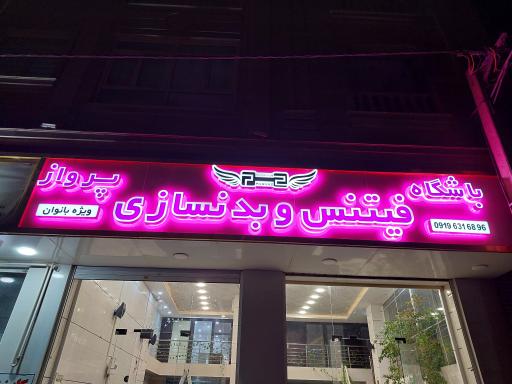 باشگاه فیتنس و بدنسازی پرواز
ویژه بانوان
0919 631 68 96